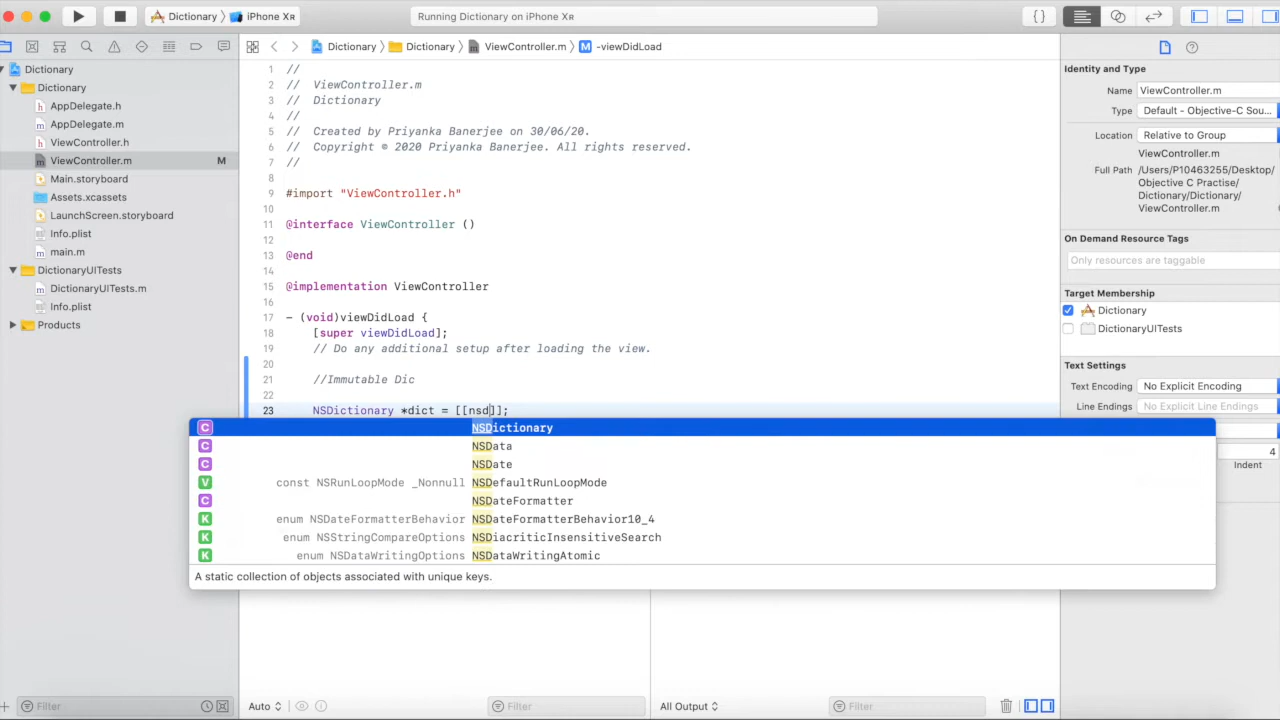 Dictionary
iPhone XR
Running Dictionary on iPhone XR
{ }
Dictionary
Dictionary
AppDelegate.h
AppDelegate.m
ViewController.h
ViewController.m
M
Main.storyboard
Assets.xcassets
LaunchScreen.storyboard
Info.plist
main.m
DictionaryUITests
DictionaryUITests.m
Info.plist
Products
Filter
Dictionary
Dictionary
ViewController.m
M -viewDidLoad
1 //
2 //  ViewController.m
3 //  Dictionary
4 //
5 //  Created by Priyanka Banerjee on 30/06/20.
6 //  Copyright © 2020 Priyanka Banerjee. All rights reserved.
7 //
8
9 #import "ViewController.h"
10
11 @interface ViewController ()
12
13 @end
14
15 @implementation ViewController
16
17 - (void)viewDidLoad {
18     [super viewDidLoad];
19     // Do any additional setup after loading the view.
20
21     //Immutable Dic
22
23     NSDictionary *dict = [[nsd]];
C NSDictionary
C NSData
C NSDate
V const NSRunLoopMode _Nonnull NSDefaultRunLoopMode
C NSDateFormatter
K enum NSDateFormatterBehavior NSDateFormatterBehavior10_4
K enum NSStringCompareOptions NSDiacriticInsensitiveSearch
K enum NSDataWritingOptions NSDataWritingAtomic
A static collection of objects associated with unique keys.
Auto
Filter
All Output
Filter
Identity and Type
Name ViewController.m
Type Default - Objective-C Sou...
Location Relative to Group
ViewController.m
Full Path /Users/P10463255/Desktop/
Objective C Practise/
Dictionary/Dictionary/
ViewController.m
On Demand Resource Tags
Only resources are taggable
Target Membership
Dictionary
DictionaryUITests
Text Settings
Text Encoding No Explicit Encoding
Line Endings No Explicit Line Endings
4
Indent